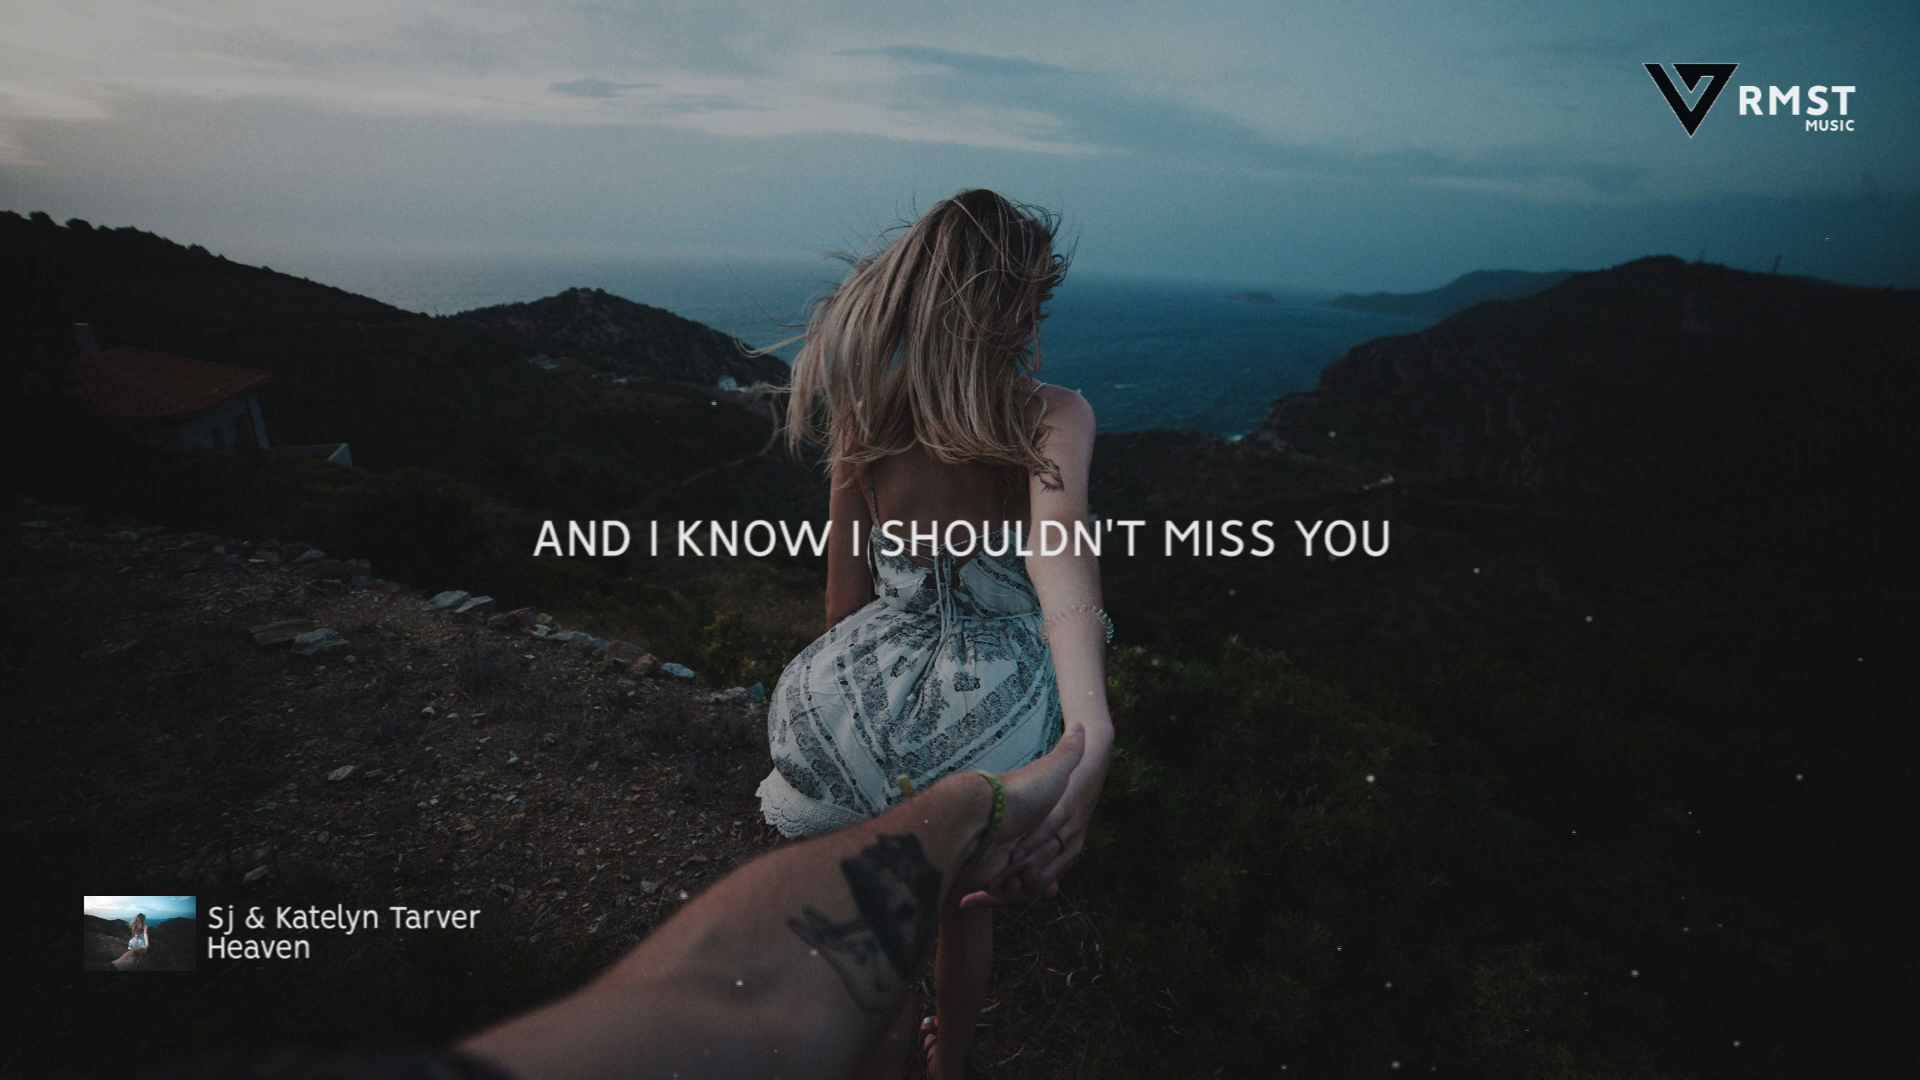 RMST
MUSIC
AND I KNOW I SHOULDN'T MISS YOU
Sj & Katelyn Tarver
Heaven